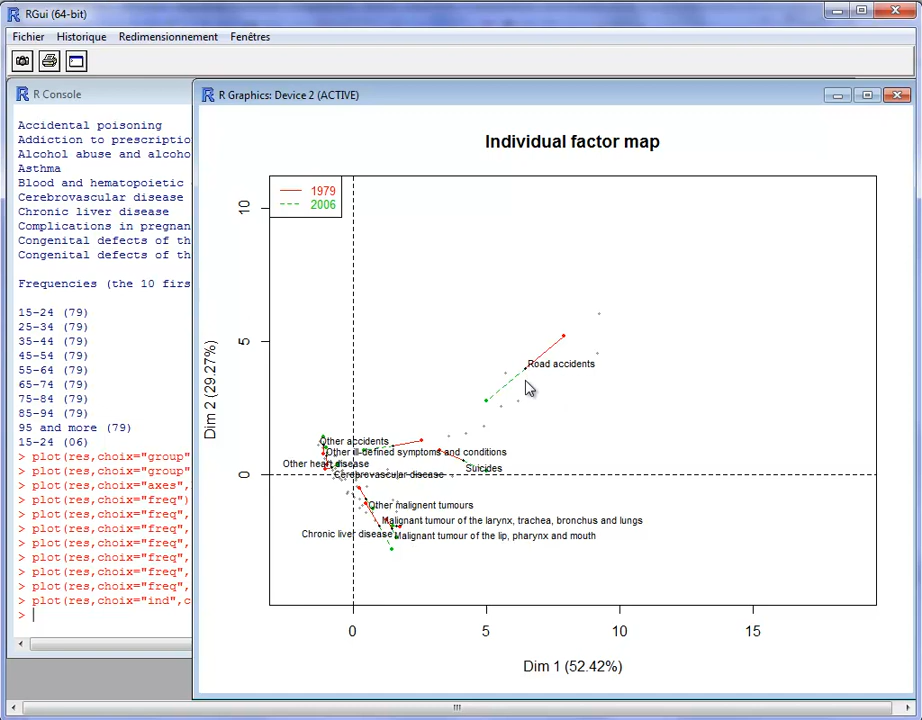 RGui (64-bit)
Fichier Historique Redimensionnement Fenêtres
R Console
Accidental poisoning
Addiction to prescriptio
Alcohol abuse and alcoho
Asthma
Blood and hematopoietic
Cerebrovascular disease
Chronic liver disease
Complications in pregnan
Congenital defects of th
Congenital defects of th
Frequencies (the 10 firs
15-24 (79)
25-34 (79)
35-44 (79)
45-54 (79)
55-64 (79)
65-74 (79)
75-84 (79)
85-94 (79)
95 and more (79)
15-24 (06)
> plot(res,choix="group"
> plot(res,choix="group"
> plot(res,choix="axes",
> plot(res,choix="freq")
> plot(res,choix="freq",
> plot(res,choix="freq",
> plot(res,choix="freq",
> plot(res,choix="freq",
> plot(res,choix="freq",
> plot(res,choix="ind",c
>
R Graphics: Device 2 (ACTIVE)
Individual factor map
1979
2006
10
5
0
Dim 2 (29.27%)
Road accidents
Other accidents
Other ill-defined symptoms and conditions
Other heart disease
Suicides
Cerebrovascular disease
Other malignent tumours
Malignant tumour of the larynx, trachea, bronchus and lungs
Chronic liver disease
Malignant tumour of the lip, pharynx and mouth
0 5 10 15
Dim 1 (52.42%)